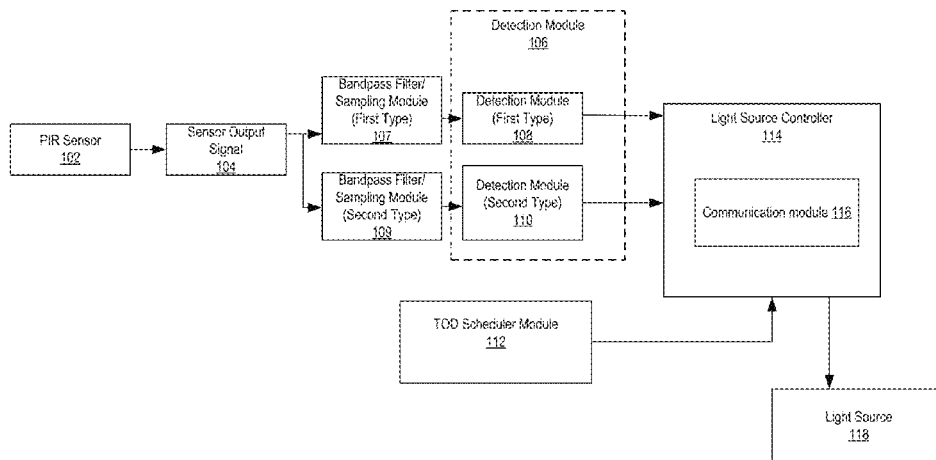 Detection Module
106
Bandpass Filter/
Sampling Module
(First Type)
107
Detection Module
(First Type)
108
Light Source Controller
114
PIR Sensor
102
Sensor Output
Signal
104
Bandpass Filter/
Sampling Module
(Second Type)
109
Detection Module
(Second Type)
110
Communication module 116
TOD Scheduler Module
112
Light Source
118